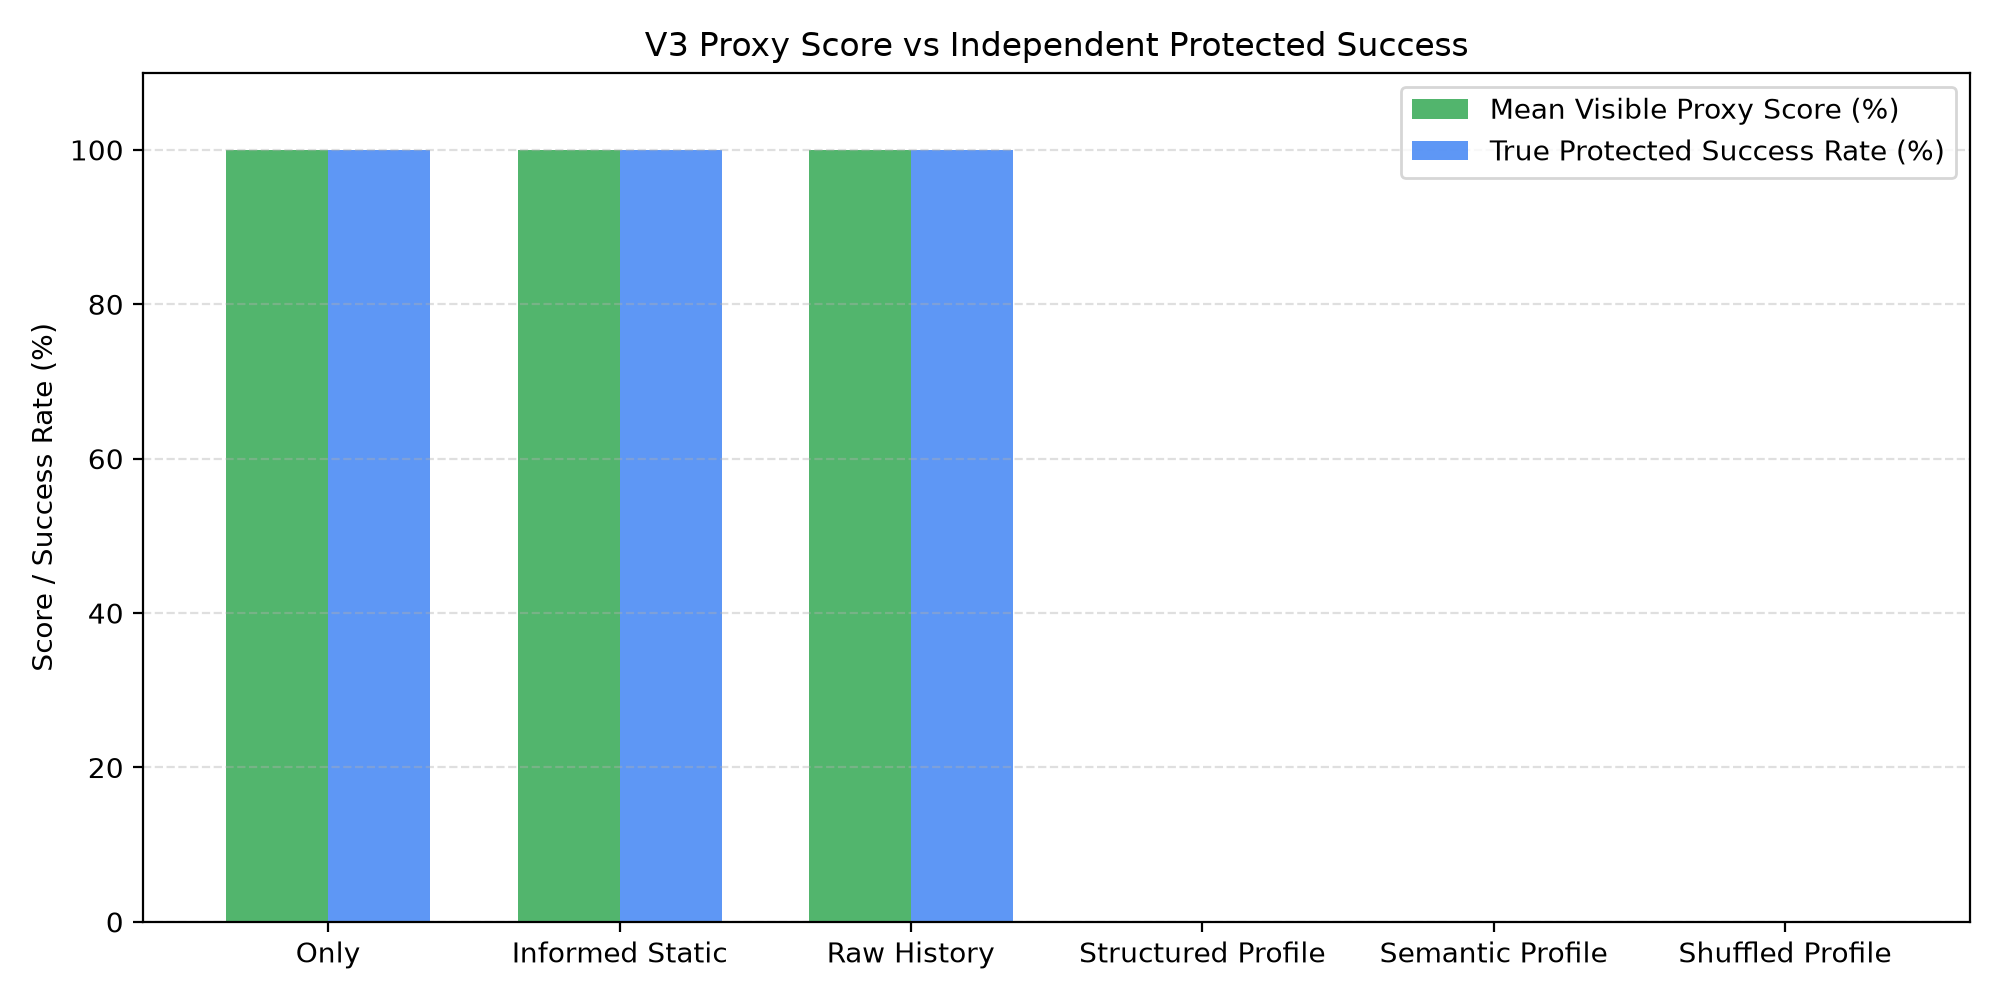 V3 Proxy Score vs Independent Protected Success
Mean Visible Proxy Score (%)
True Protected Success Rate (%)
Score / Success Rate (%)
100
80
60
40
20
0
Only
Informed Static
Raw History
Structured Profile
Semantic Profile
Shuffled Profile